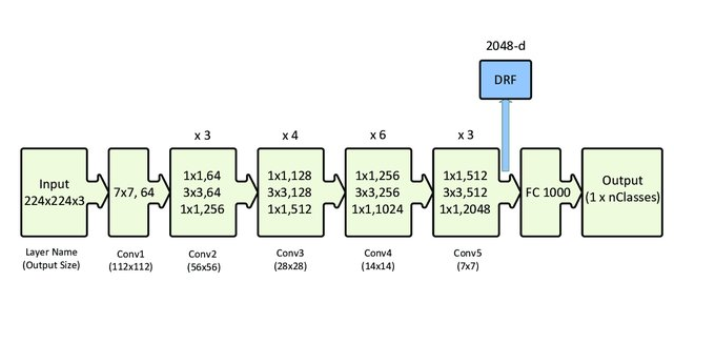 2048-d
DRF
x 3
x 4
x 6
x 3
Input
224x224x3
7x7, 64
1x1,64
3x3,64
1x1,256
1x1,128
3x3,128
1x1,512
1x1,256
3x3,256
1x1,1024
1x1,512
3x3,512
1x1,2048
FC 1000
Output
(1 x nClasses)
Layer Name
(Output Size)
Conv1
(112x112)
Conv2
(56x56)
Conv3
(28x28)
Conv4
(14x14)
Conv5
(7x7)